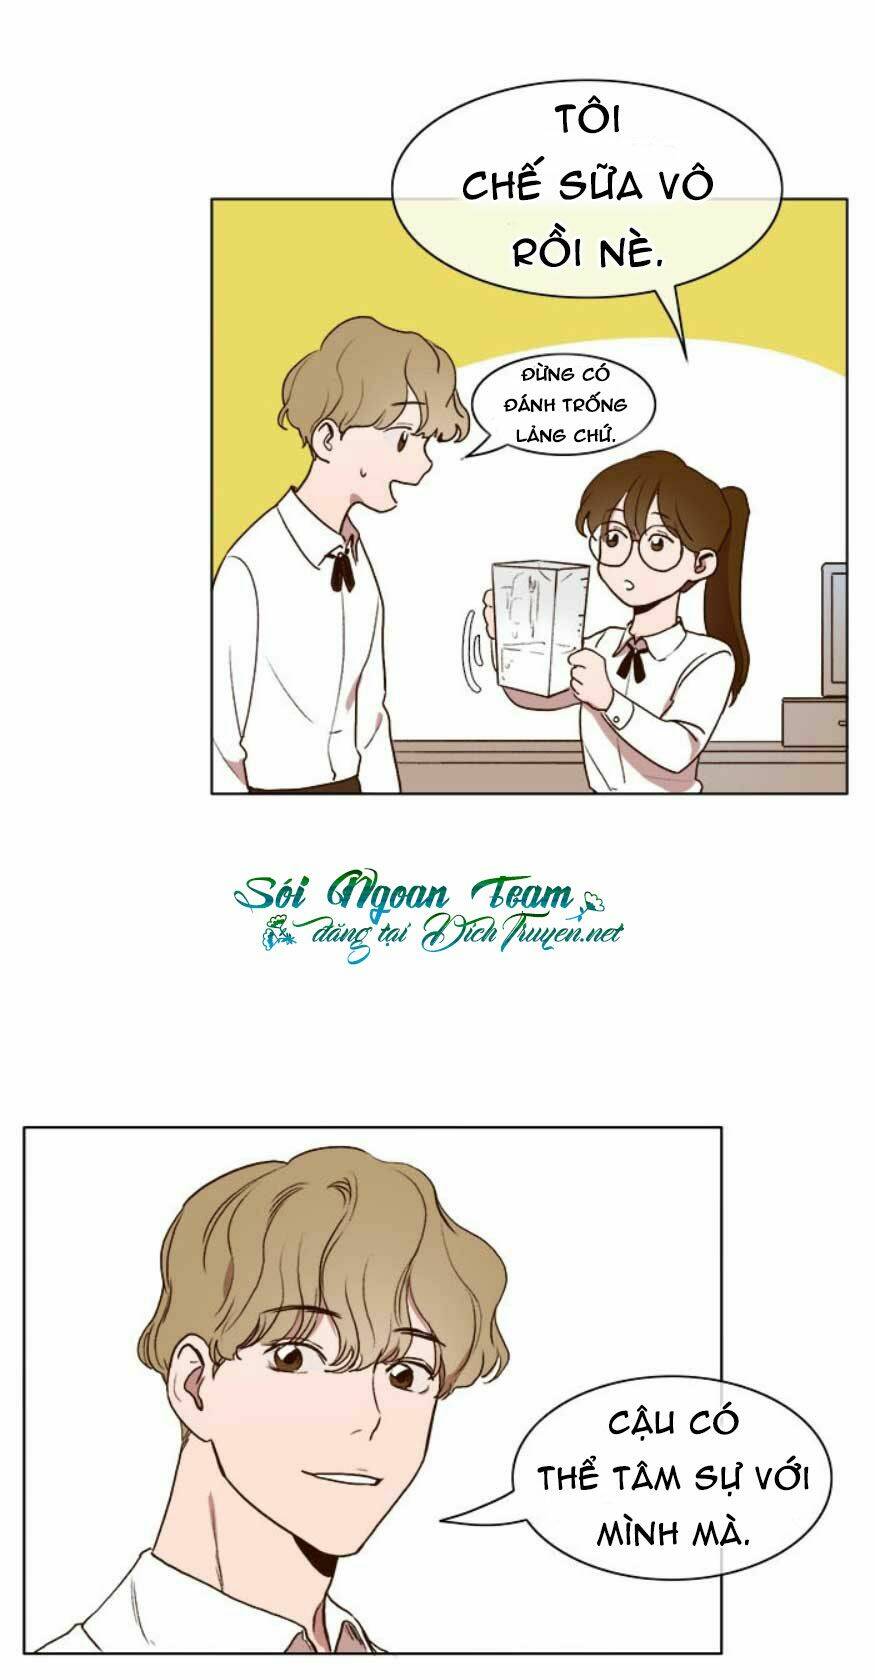 TÔI
CHẾ SỮA VÔ
RỒI NÈ.
ĐỪNG CÓ
ĐÁNH TRỐNG
LẢNG CHỨ.
Sói Ngoan Team
đăng tại DichTruyen.net
CẬU CÓ
THỂ TÂM SỰ VỚI
MÌNH MÀ.